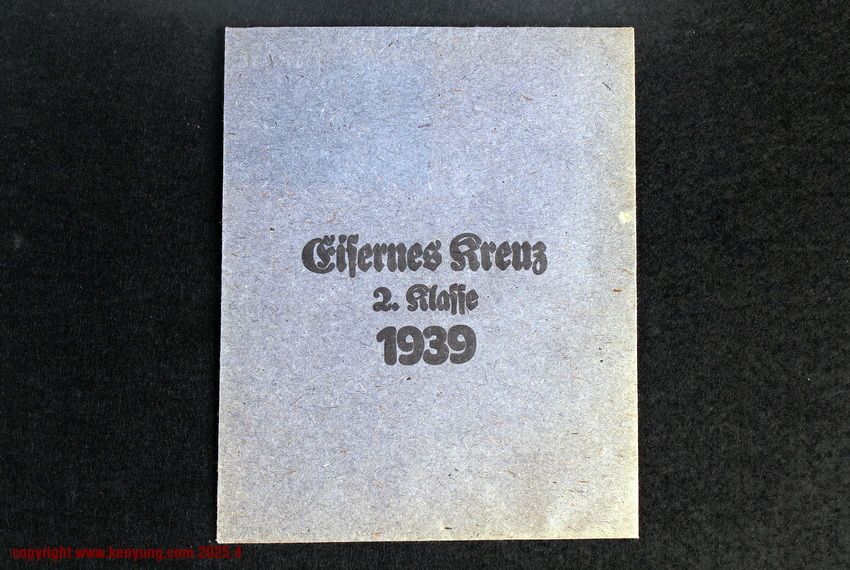 Eiſernes Kreuz
2. Klaſſe
1939
copyright www.kenyung.com 2025.4